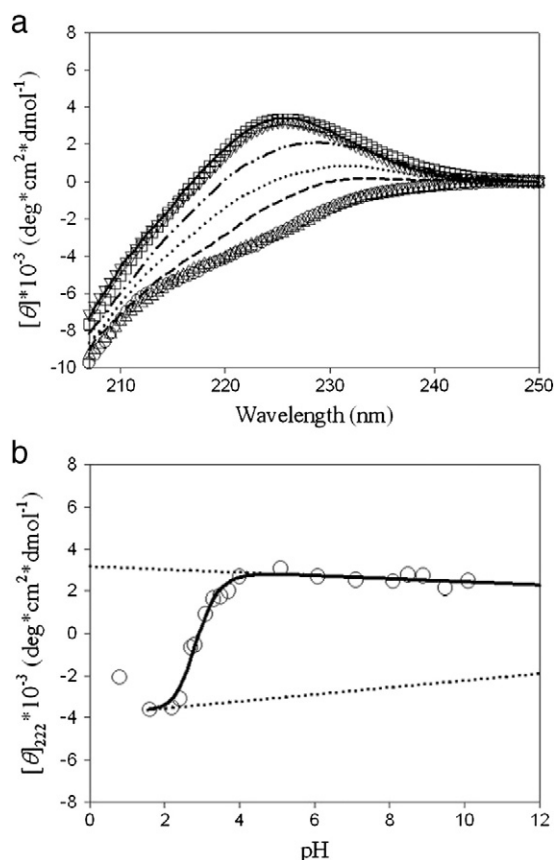 a
8
6
4
2
0
-2
-4
-6
-8
-10
[θ]*10⁻³ (deg*cm²*dmol⁻¹)
210 220 230 240 250
Wavelength (nm)
b
8
6
4
2
0
-2
-4
-6
-8
[θ]₂₂₂*10⁻³ (deg*cm²*dmol⁻¹)
0 2 4 6 8 10 12
pH